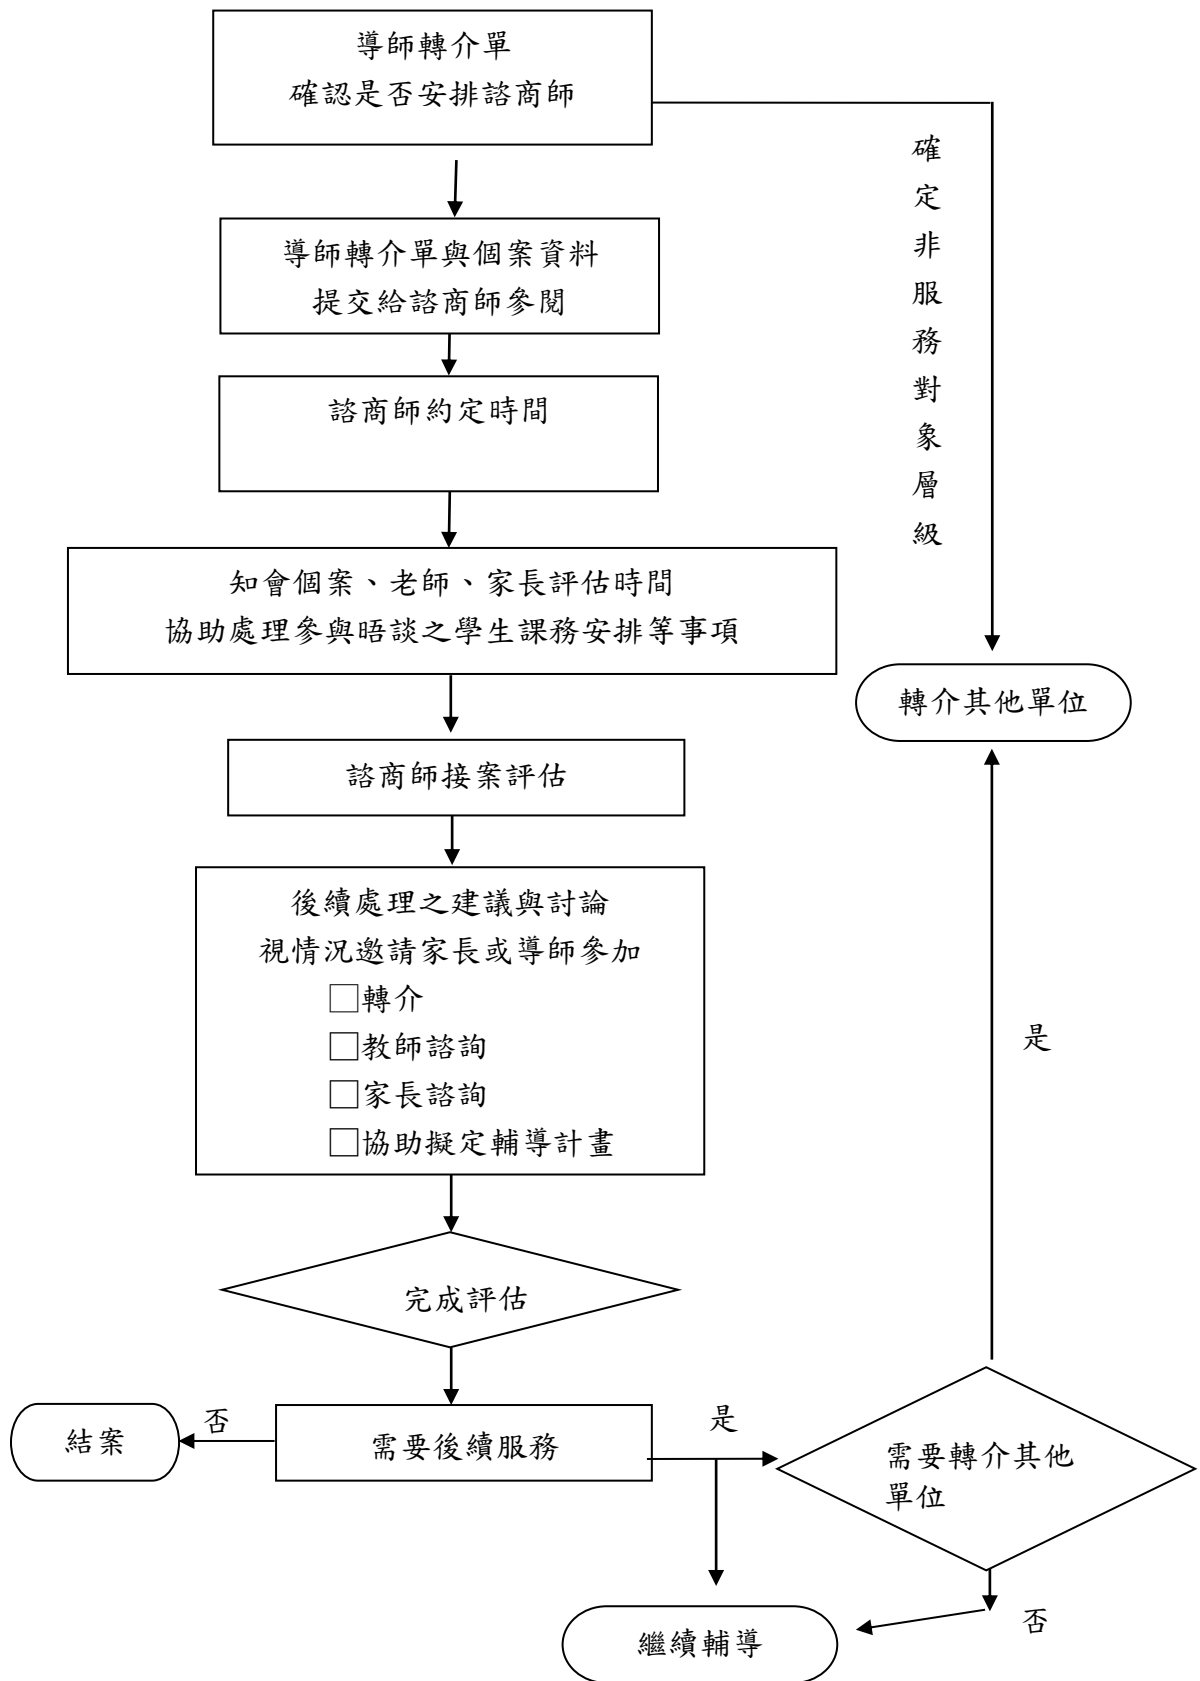 導師轉介單
確認是否安排諮商師
確定非服務對象層級
導師轉介單與個案資料
提交給諮商師參閱
諮商師約定時間
知會個案、老師、家長評估時間
協助處理參與晤談之學生課務安排等事項
轉介其他單位
諮商師接案評估
後續處理之建議與討論
視情況邀請家長或導師參加
□轉介
□教師諮詢
□家長諮詢
□協助擬定輔導計畫
是
完成評估
結案
否
需要後續服務
是
需要轉介其他
單位
否
繼續輔導